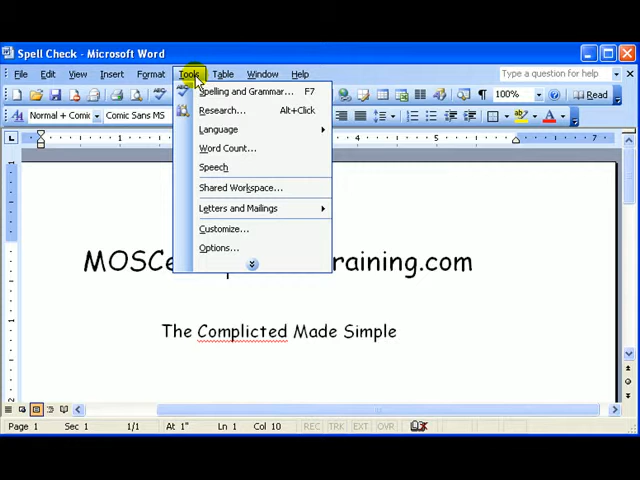 Spell Check - Microsoft Word
File Edit View Insert Format Tools Table Window Help
Type a question for help
100% Read
Normal + Comic Comic Sans MS
Spelling and Grammar... F7
Research... Alt+Click
Language
Word Count...
Speech
Shared Workspace...
Letters and Mailings
Customize...
Options...
raining.com
The Complicted Made Simple
Page 1 Sec 1 1/1 At 1" Ln 1 Col 10 REC TRK EXT OVR